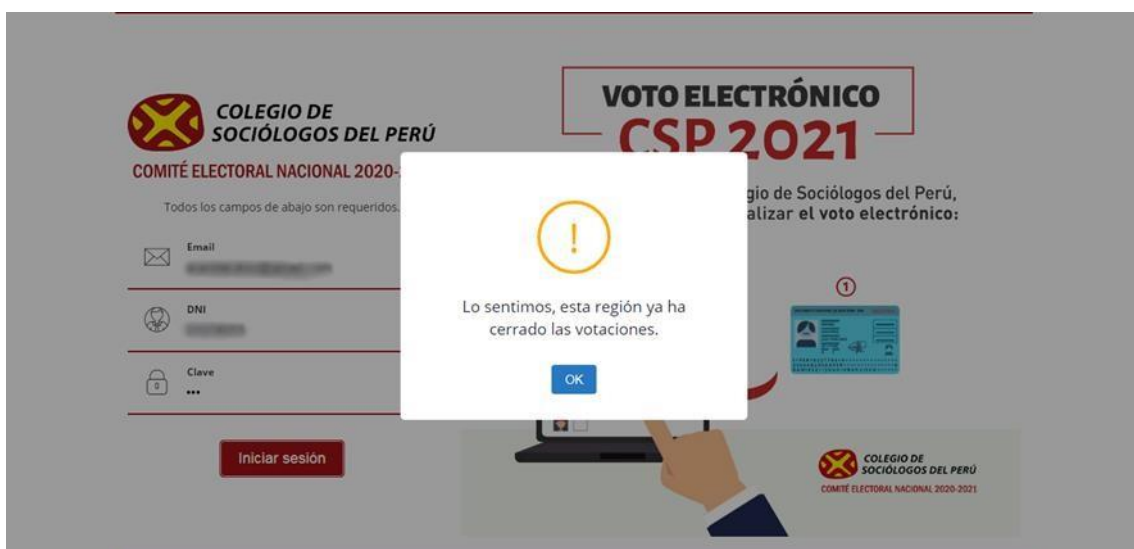 COLEGIO DE
SOCIÓLOGOS DEL PERÚ
COMITÉ ELECTORAL NACIONAL 2020-
Todos los campos de abajo son requeridos.
Email
DNI
Clave
Iniciar sesión
VOTO ELECTRÓNICO
CSP 2021
gio de Sociólogos del Perú,
alizar el voto electrónico:
1
Lo sentimos, esta región ya ha
cerrado las votaciones.
OK
COLEGIO DE
SOCIÓLOGOS DEL PERÚ
COMITÉ ELECTORAL NACIONAL 2020-2021